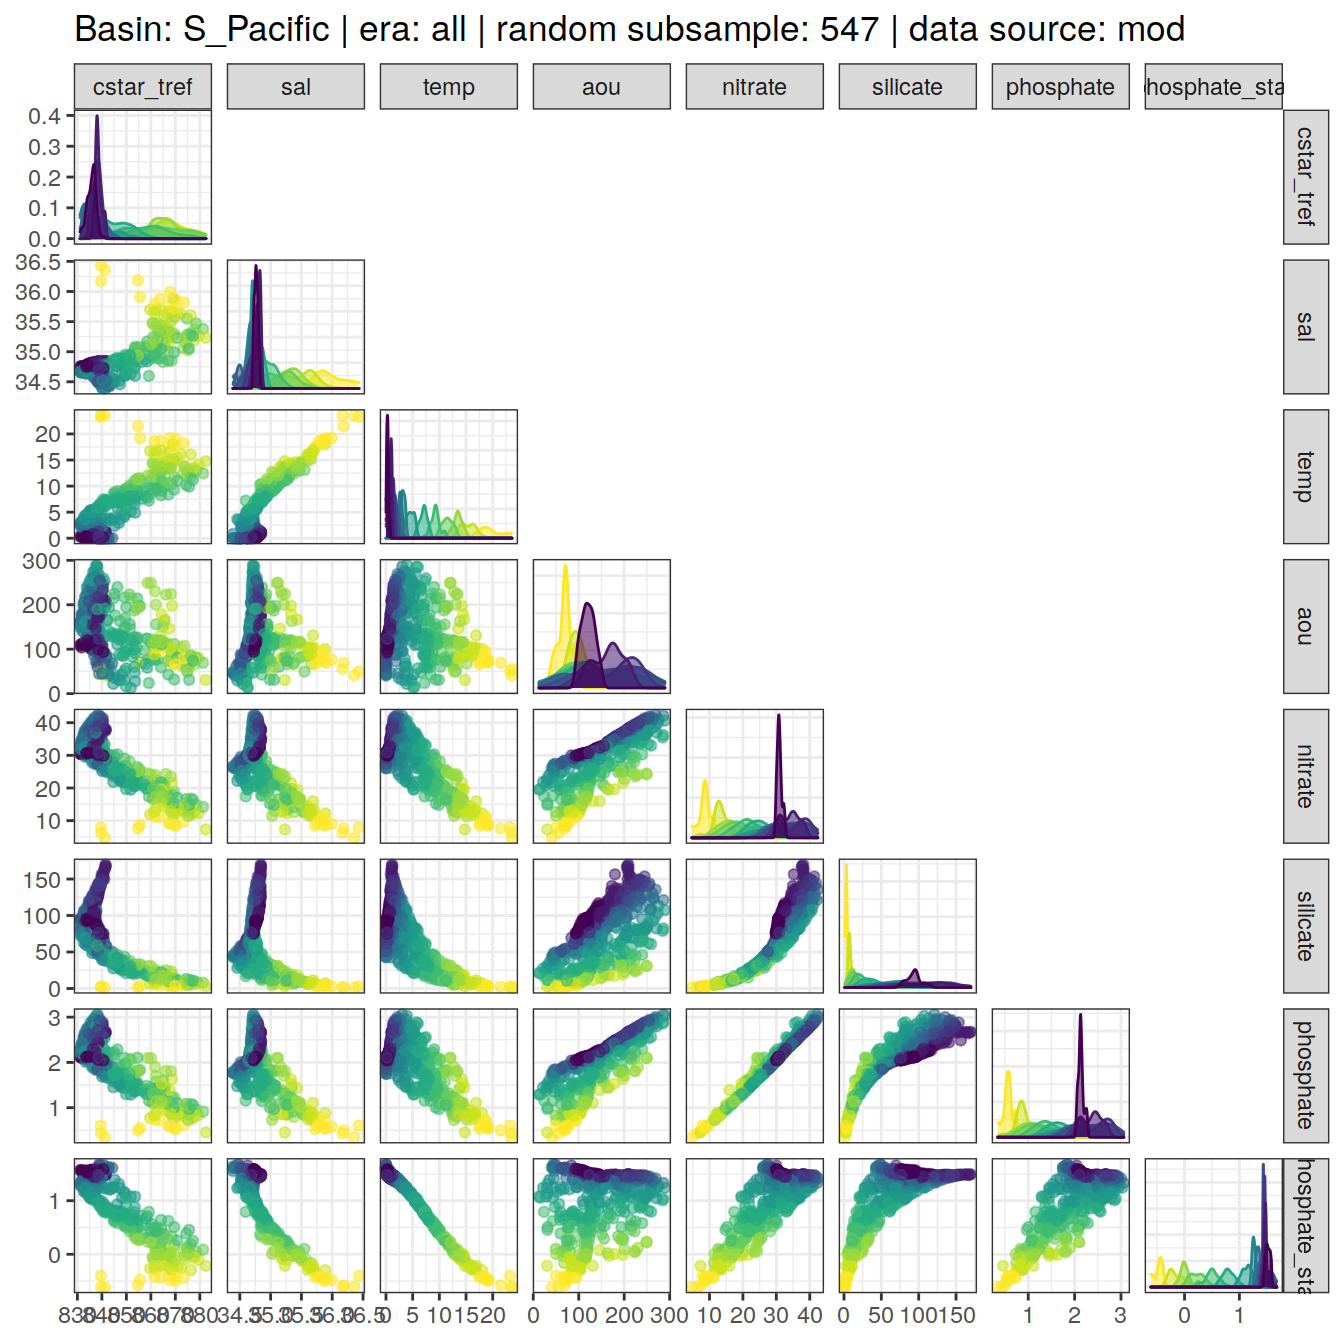 Basin: S_Pacific | era: all | random subsample: 547 | data source: mod
cstar_tref sal temp aou nitrate silicate phosphate hosphate_sta
0.4
0.3
0.2
0.1
0.0
cstar_tref
36.5
36.0
35.5
35.0
34.5
sal
20
15
10
5
0
temp
300
200
100
0
aou
40
30
20
10
nitrate
150
100
50
0
silicate
3
2
1
phosphate
1
0
hosphate_sta
0 5 10 15 20
0 100 200 300
10 20 30 40
0 50 100 150
1 2 3
0 1